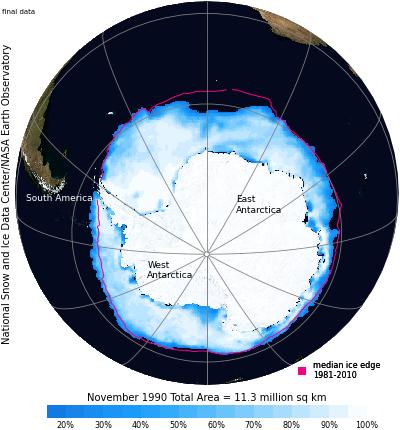 final data
National Snow and Ice Data Center/NASA Earth Observatory
South America
East
Antarctica
West
Antarctica
median ice edge
1981-2010
November 1990 Total Area = 11.3 million sq km
20% 30% 40% 50% 60% 70% 80% 90% 100%